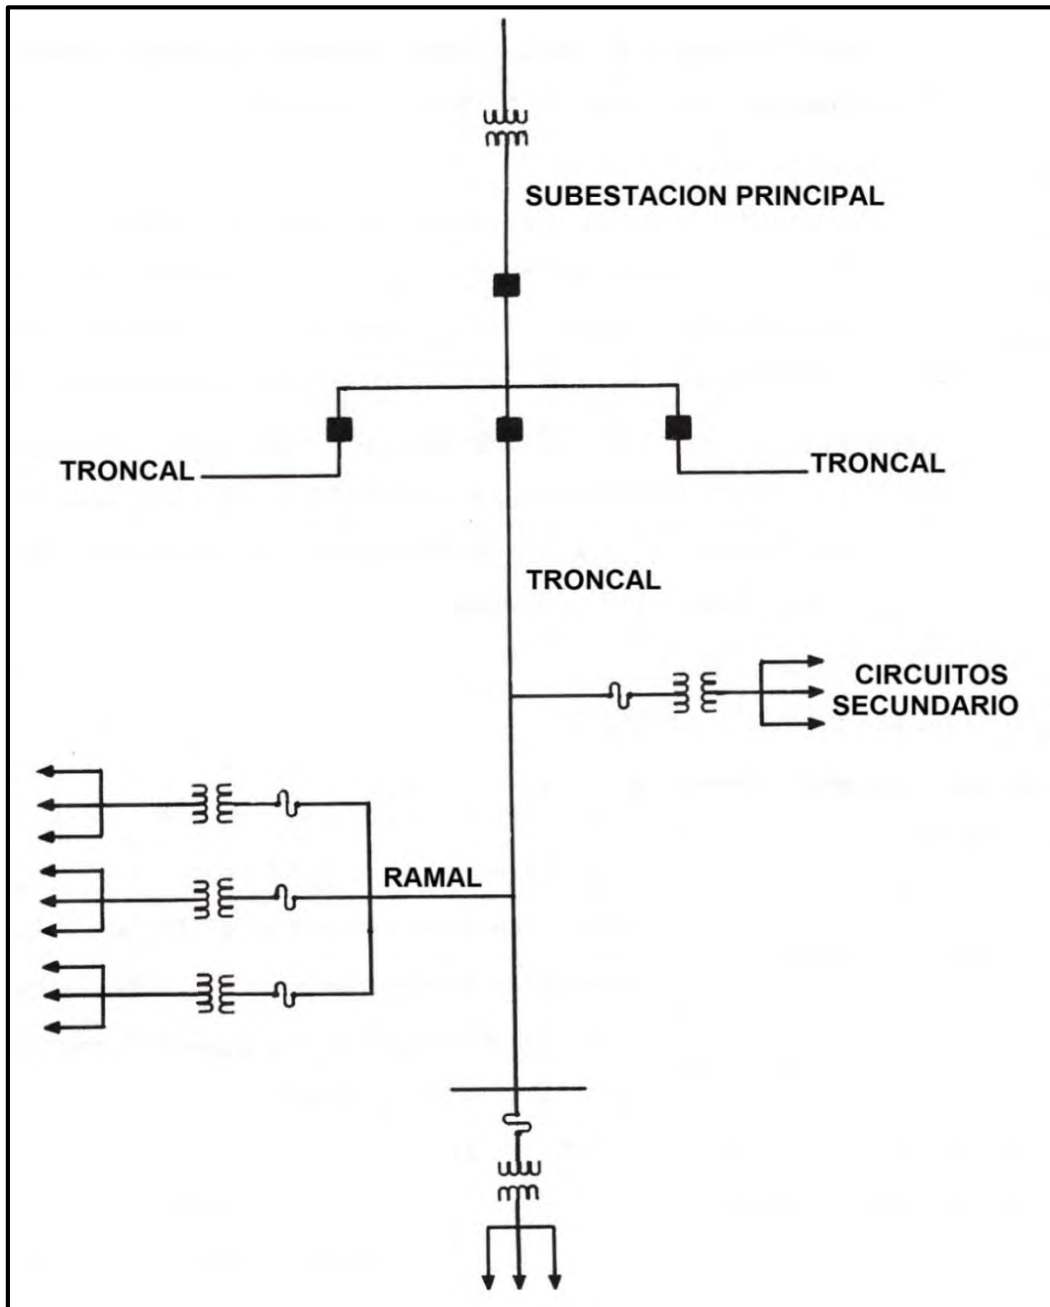 SUBESTACION PRINCIPAL
TRONCAL
TRONCAL
TRONCAL
CIRCUITOS
SECUNDARIO
RAMAL